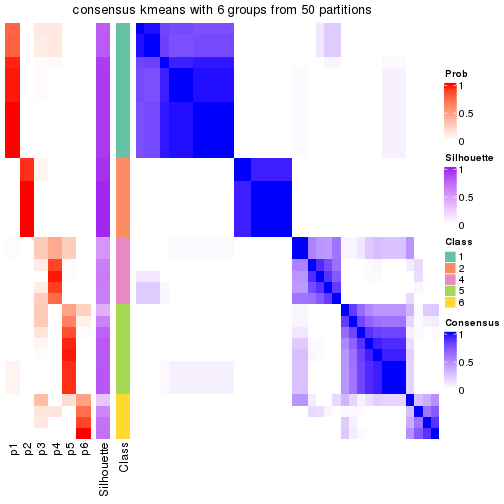 consensus kmeans with 6 groups from 50 partitions
Prob
1
0.5
0
Silhouette
1
0.5
0
Class
1
2
4
5
6
Consensus
1
0.5
0
p1
p2
p3
p4
p5
p6
Silhouette
Class